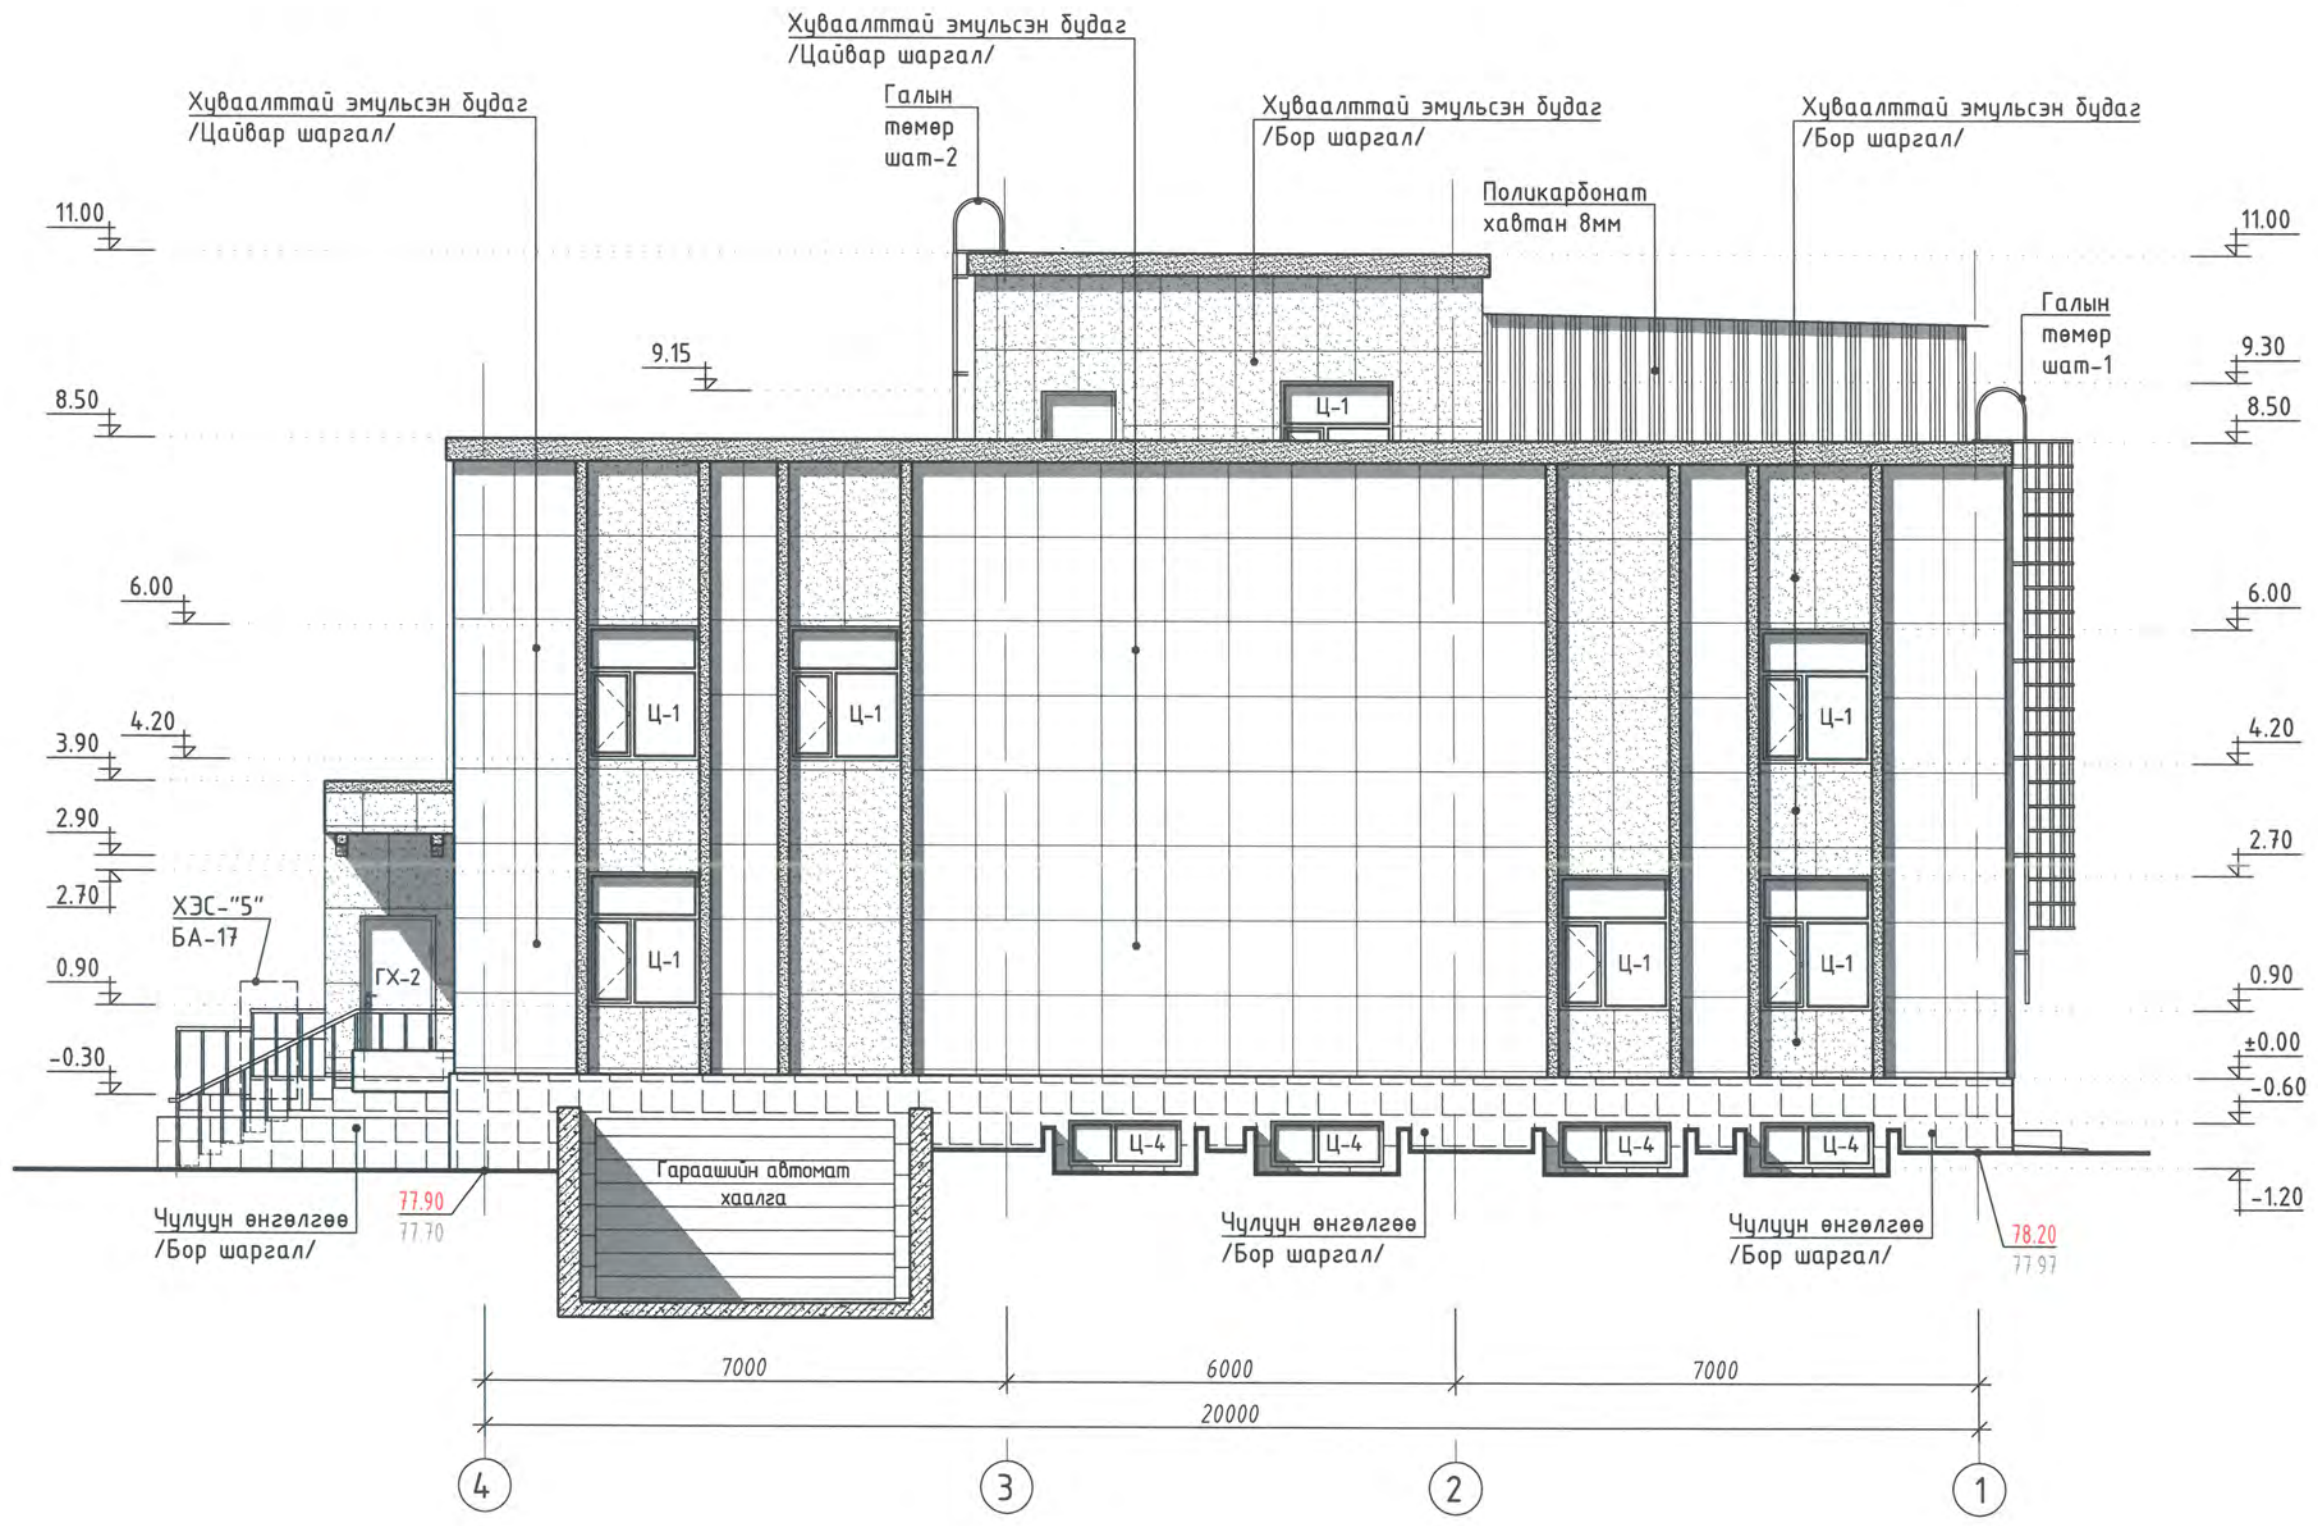 Хуваалттай эмульсэн будаг
/Цайвар шаргал/
Хуваалттай эмульсэн будаг
/Цайвар шаргал/
Галын
төмөр
шат-2
Хуваалттай эмульсэн будаг
/Бор шаргал/
Хуваалттай эмульсэн будаг
/Бор шаргал/
Поликарбонат
хавтан 8мм
11.00
11.00
Галын
төмөр
шат-1
9.15
9.30
8.50
8.50
Ц-1
6.00
6.00
4.20
3.90
4.20
Ц-1
Ц-1
Ц-1
2.90
2.70
2.70
ХЭС-"5"
БА-17
0.90
0.90
ГХ-2
Ц-1
Ц-1
Ц-1
-0.30
±0.00
-0.60
Ц-4
Ц-4
Ц-4
Ц-4
Гараашийн автомат
хаалга
-1.20
77.90
77.70
Чулуун өнгөлгөө
/Бор шаргал/
Чулуун өнгөлгөө
/Бор шаргал/
Чулуун өнгөлгөө
/Бор шаргал/
78.20
77.97
7000
6000
7000
20000
4
3
2
1